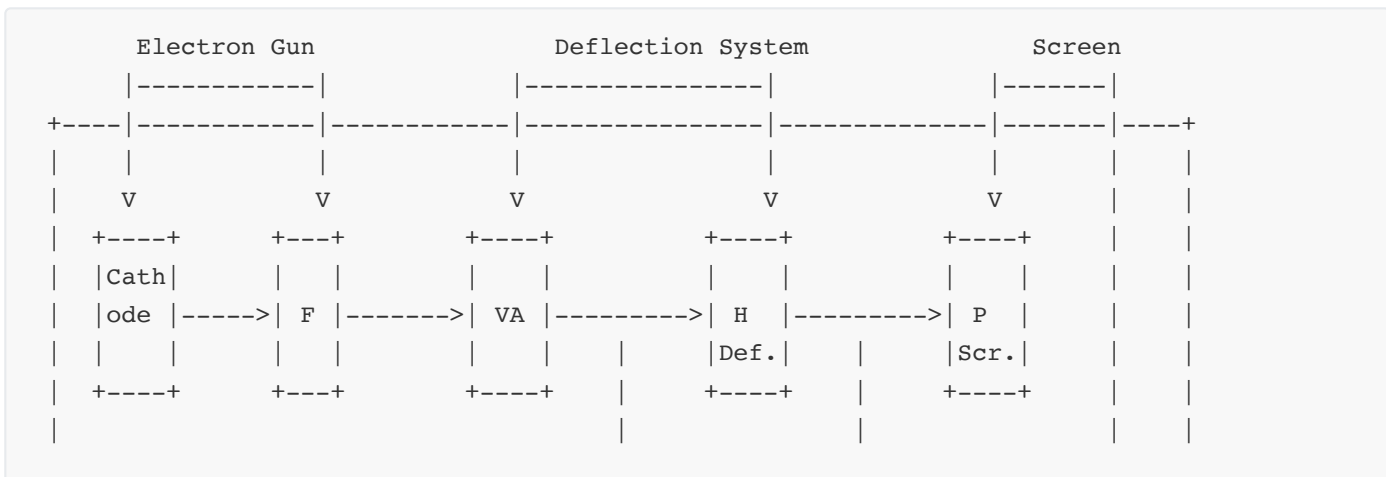 Electron Gun Deflection System Screen
|------------| |----------------| |-------|
+----|------------|------------|----------------|--------------|-------|----+
| | | | | | | |
| V V V V V | |
| +----+ +---+ +----+ +----+ +----+ | |
| |Cath| | | | | | | | | | |
| |ode |----->| F |------->| VA |--------->| H |--------->| P | | |
| | | | | | | | |Def.| | |Scr.| | |
| +----+ +---+ +----+ | +----+ | +----+ | |
| | | | |